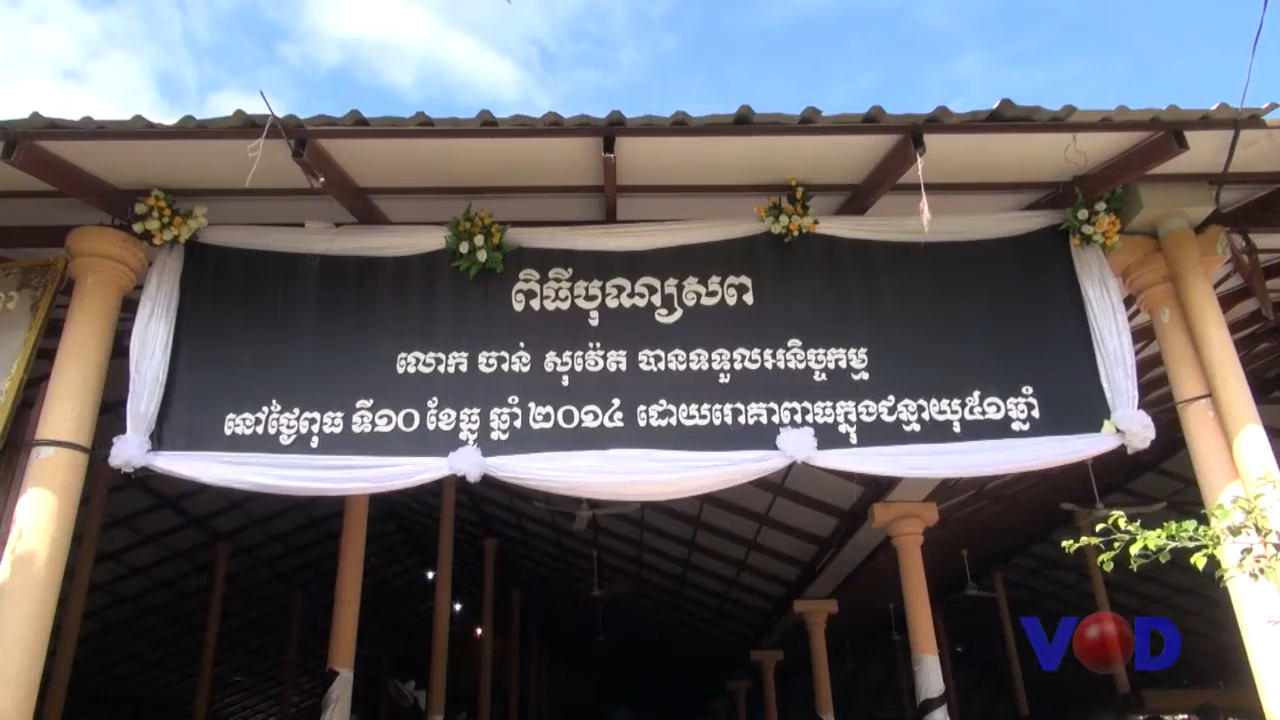 ពិធីបុណ្យសព
លោក ចាន់ សុវ៉េត បានទទួលអនិច្ចកម្ម
នៅថ្ងៃពុធ ទី១០ ខែធ្នូ ឆ្នាំ ២០១៤ ដោយរោគាពាធក្នុងជន្មាយុ៥១ឆ្នាំ
VOD